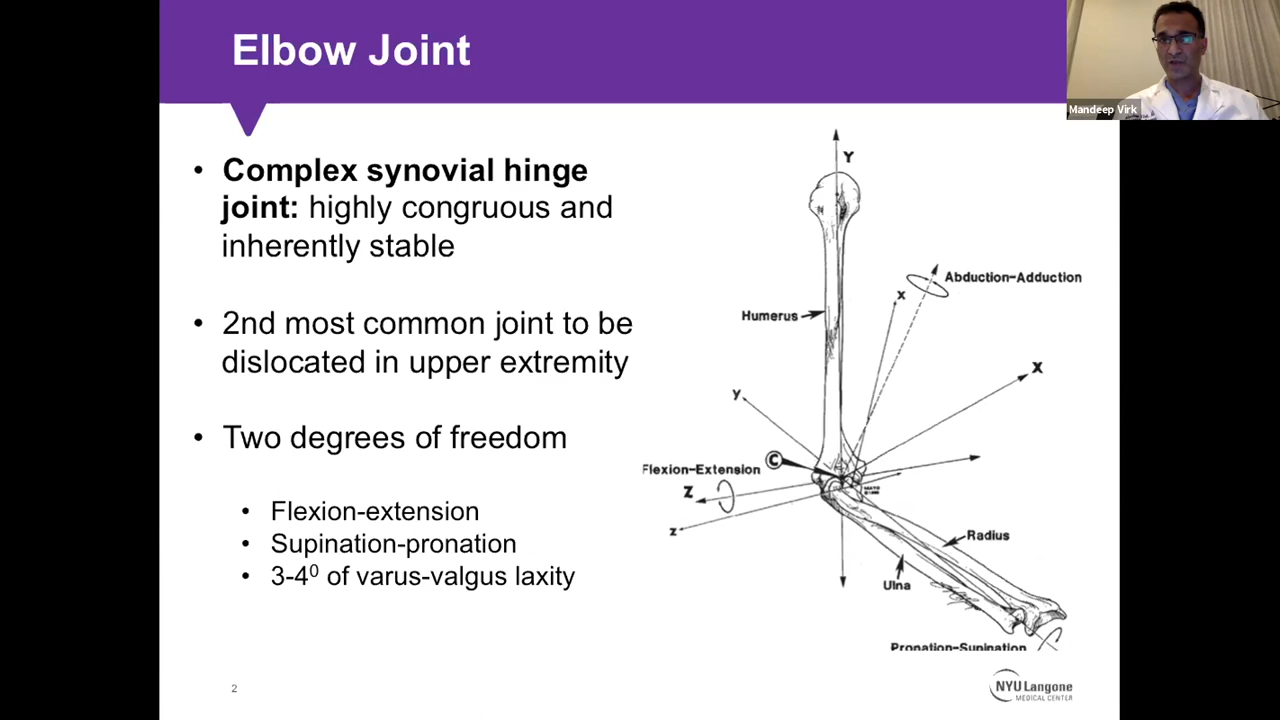 Elbow Joint
Mandeep Virk
• Complex synovial hinge
joint: highly congruous and
inherently stable
• 2nd most common joint to be
dislocated in upper extremity
• Two degrees of freedom
• Flexion-extension
• Supination-pronation
• 3-4⁰ of varus-valgus laxity
Y
Abduction-Adduction
x
Humerus
X
y
C
Flexion-Extension
Z
z
Radius
Ulna
Pronation-Supination
2
NYU Langone
MEDICAL CENTER